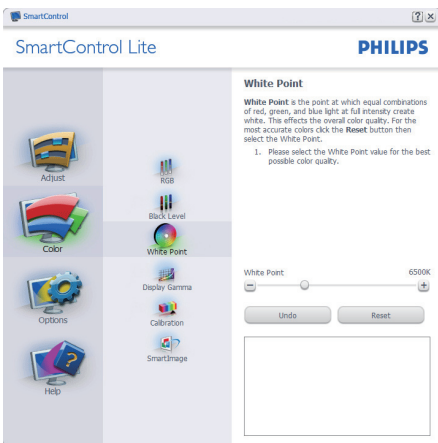 SmartControl
? ×
SmartControl Lite
PHILIPS
Adjust
Color
Options
Help
RGB
Black Level
White Point
Display Gamma
Calibration
SmartImage
White Point
White Point is the point at which equal combinations
of red, green, and blue light at full intensity create
white. This effects the overall color quality. For the
most accurate colors click the Reset button then
select the White Point.
1. Please select the White Point value for the best
possible color quality.
White Point 6500K
Undo Reset